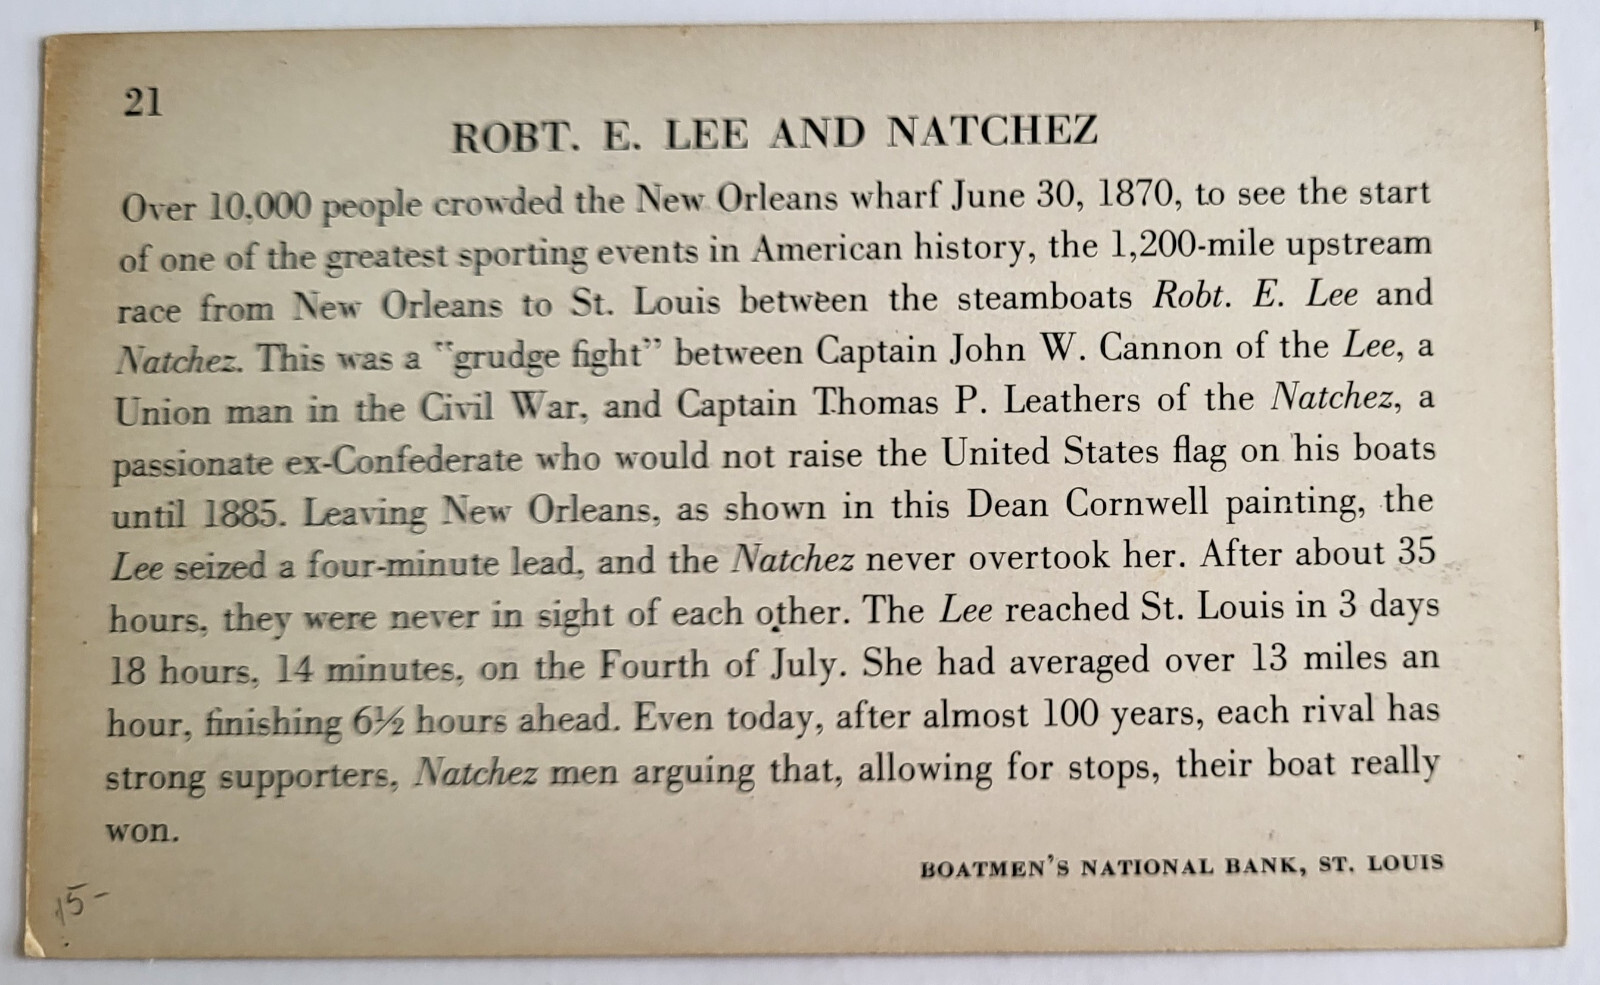 21
ROBT. E. LEE AND NATCHEZ
Over 10,000 people crowded the New Orleans wharf June 30, 1870, to see the start
of one of the greatest sporting events in American history, the 1,200-mile upstream
race from New Orleans to St. Louis between the steamboats Robt. E. Lee and
Natchez. This was a "grudge fight" between Captain John W. Cannon of the Lee, a
Union man in the Civil War, and Captain Thomas P. Leathers of the Natchez, a
passionate ex-Confederate who would not raise the United States flag on his boats
until 1885. Leaving New Orleans, as shown in this Dean Cornwell painting, the
Lee seized a four-minute lead, and the Natchez never overtook her. After about 35
hours, they were never in sight of each other. The Lee reached St. Louis in 3 days
18 hours, 14 minutes, on the Fourth of July. She had averaged over 13 miles an
hour, finishing 6½ hours ahead. Even today, after almost 100 years, each rival has
strong supporters, Natchez men arguing that, allowing for stops, their boat really
won.
BOATMEN'S NATIONAL BANK, ST. LOUIS
15-